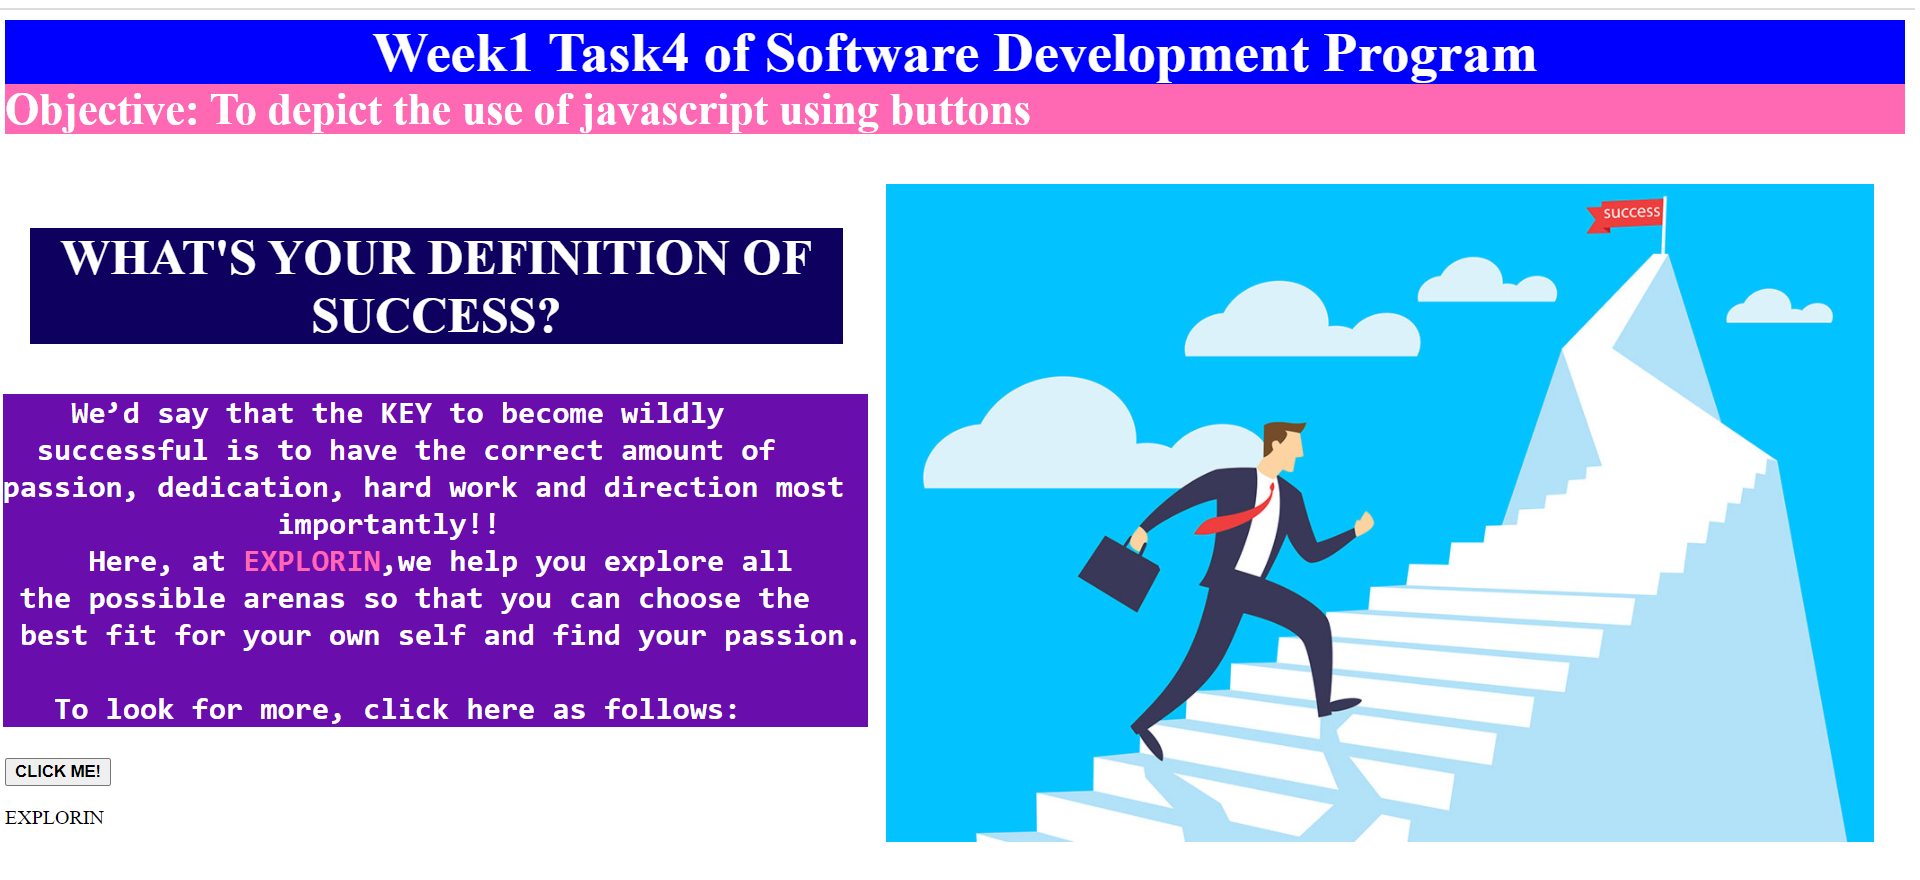 Week1 Task4 of Software Development Program
Objective: To depict the use of javascript using buttons
WHAT'S YOUR DEFINITION OF
SUCCESS?
We’d say that the KEY to become wildly
successful is to have the correct amount of
passion, dedication, hard work and direction most
importantly!!
Here, at EXPLORIN,we help you explore all
the possible arenas so that you can choose the
best fit for your own self and find your passion.
To look for more, click here as follows:
CLICK ME!
EXPLORIN
success